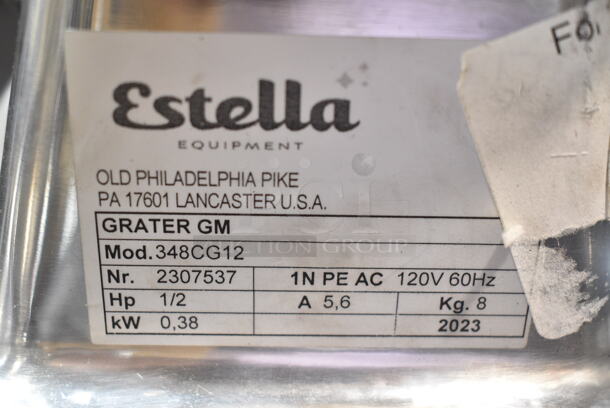 Estella
EQUIPMENT
OLD PHILADELPHIA PIKE
PA 17601 LANCASTER U.S.A.
GRATER GM
Mod. 348CG12
Nr. 2307537 1N PE AC 120V 60Hz
Hp 1/2 A 5,6 Kg. 8
kW 0,38 2023